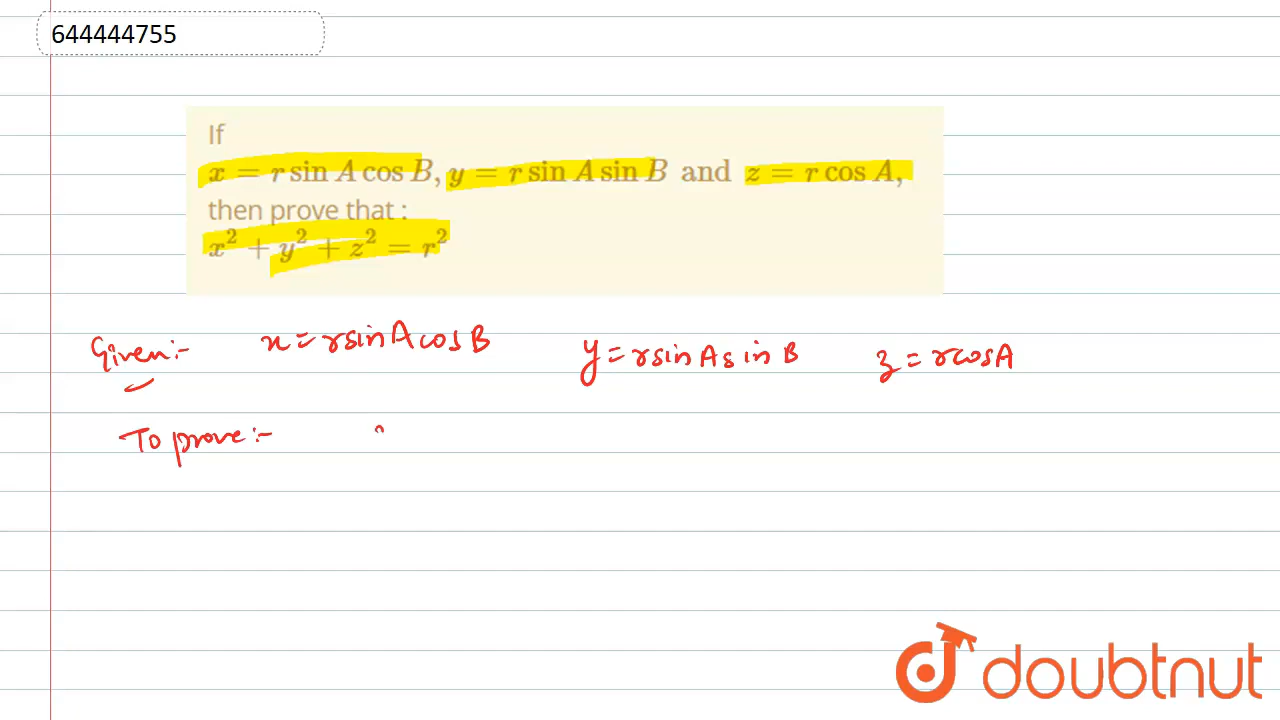 644444755
If
x = r sin A cos B, y = r sin A sin B and z = r cos A,
then prove that :
x² + y² + z² = r²
Given:- x = r sin A cos B y = r sin A sin B z = r cos A
To prove:-
doubtnut